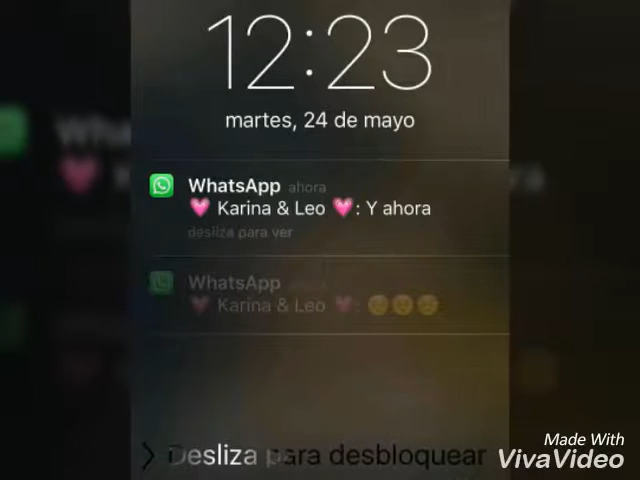 12:23
martes, 24 de mayo
WhatsApp ahora
💗 Karina & Leo 💗: Y ahora
desliza para ver
WhatsApp ahora
💗 Karina & Leo 💗: 😢😢😢
> Desliza para desbloquear
Made With
VivaVideo